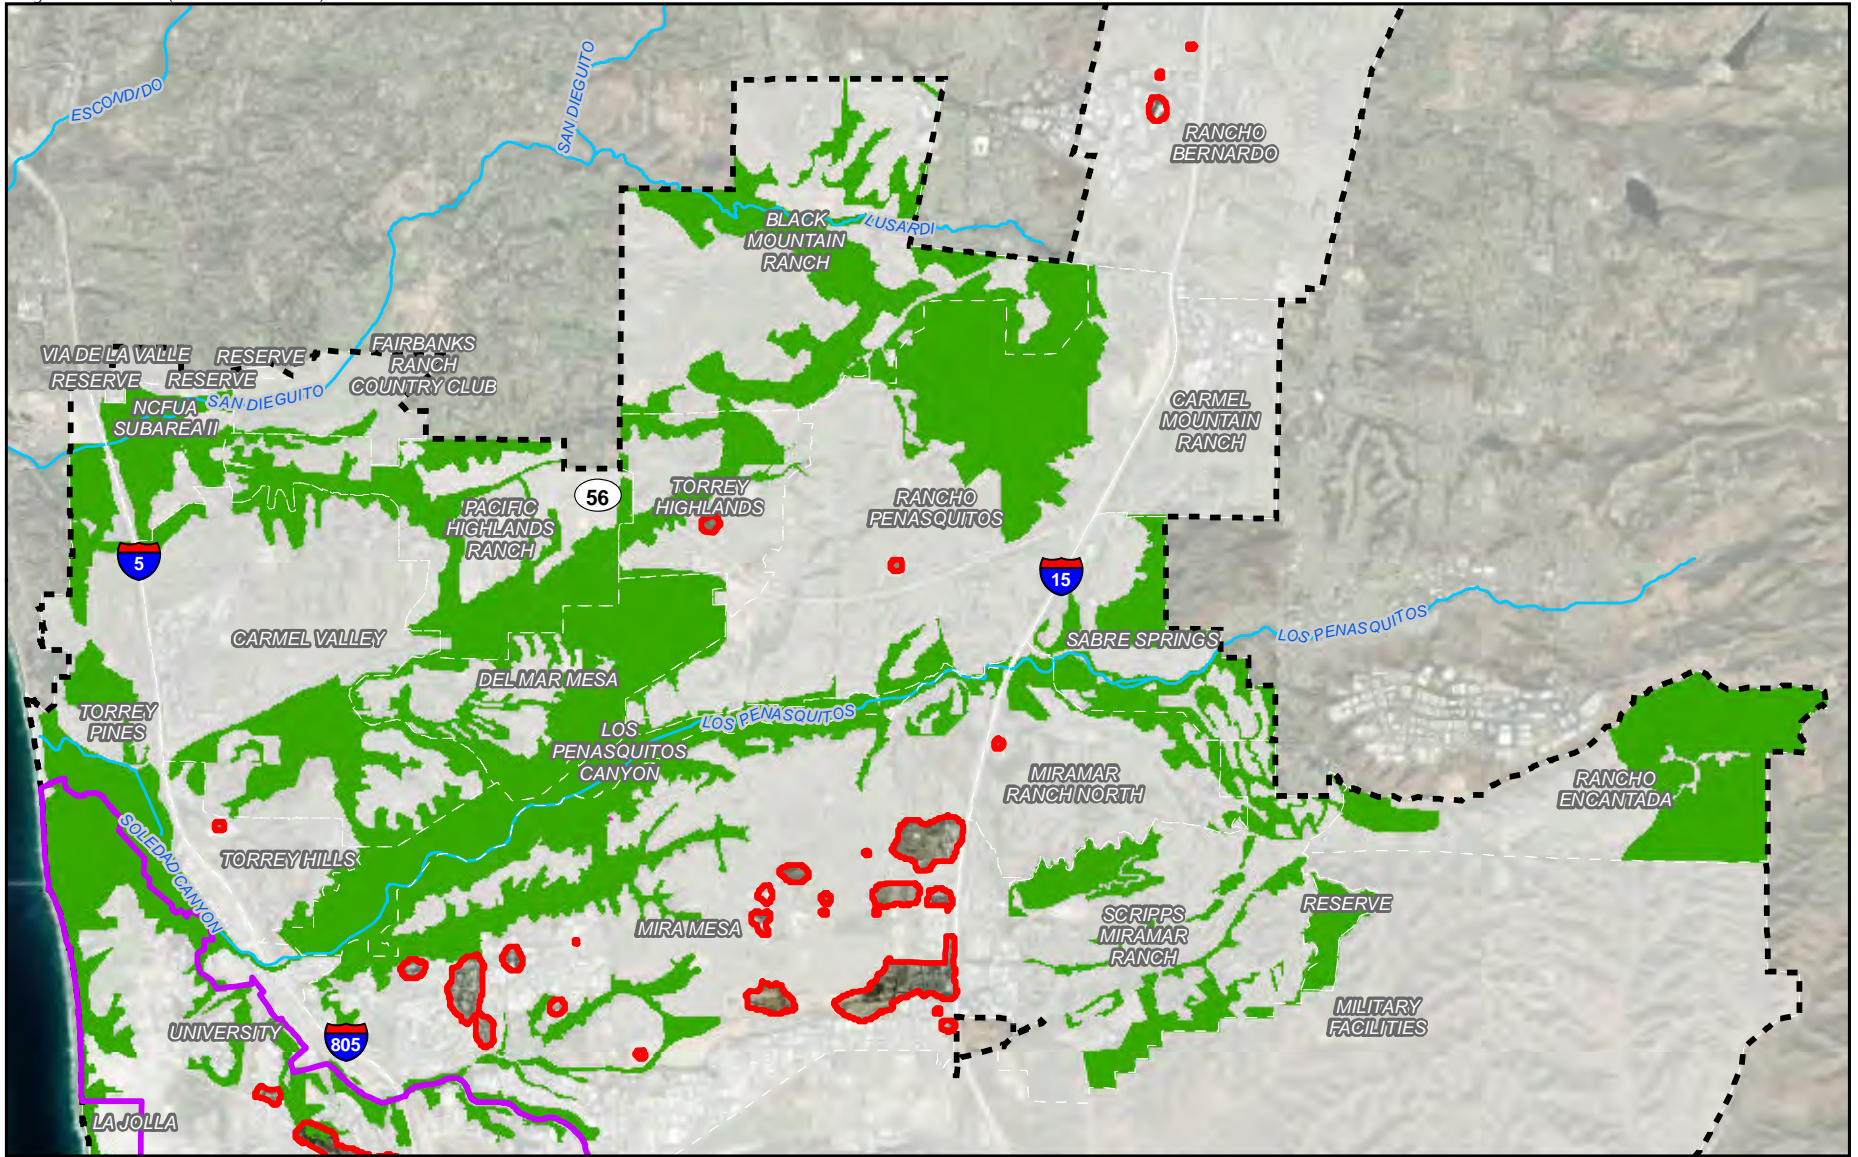 ESCONDIDO
SAN DIEGUITO
RANCHO
BERNARDO
BLACK
MOUNTAIN
RANCH
LUSARDI
VIA DE LA VALLE
RESERVE
FAIRBANKS
RANCH
COUNTRY CLUB
RESERVE
RESERVE
SAN DIEGUITO
NCFUA
SUBAREA II
CARMEL
MOUNTAIN
RANCH
56
TORREY
HIGHLANDS
RANCHO
PENASQUITOS
PACIFIC
HIGHLANDS
RANCH
5
15
CARMEL VALLEY
SABRE SPRINGS
LOS PENASQUITOS
DEL MAR MESA
TORREY
PINES
LOS
PENASQUITOS
CANYON
LOS PENASQUITOS
MIRAMAR
RANCH NORTH
RANCHO
ENCANTADA
SOLEDAD CANYON
TORREY HILLS
MIRA MESA
SCRIPPS
MIRAMAR
RANCH
RESERVE
MILITARY
FACILITIES
UNIVERSITY
805
LA JOLLA